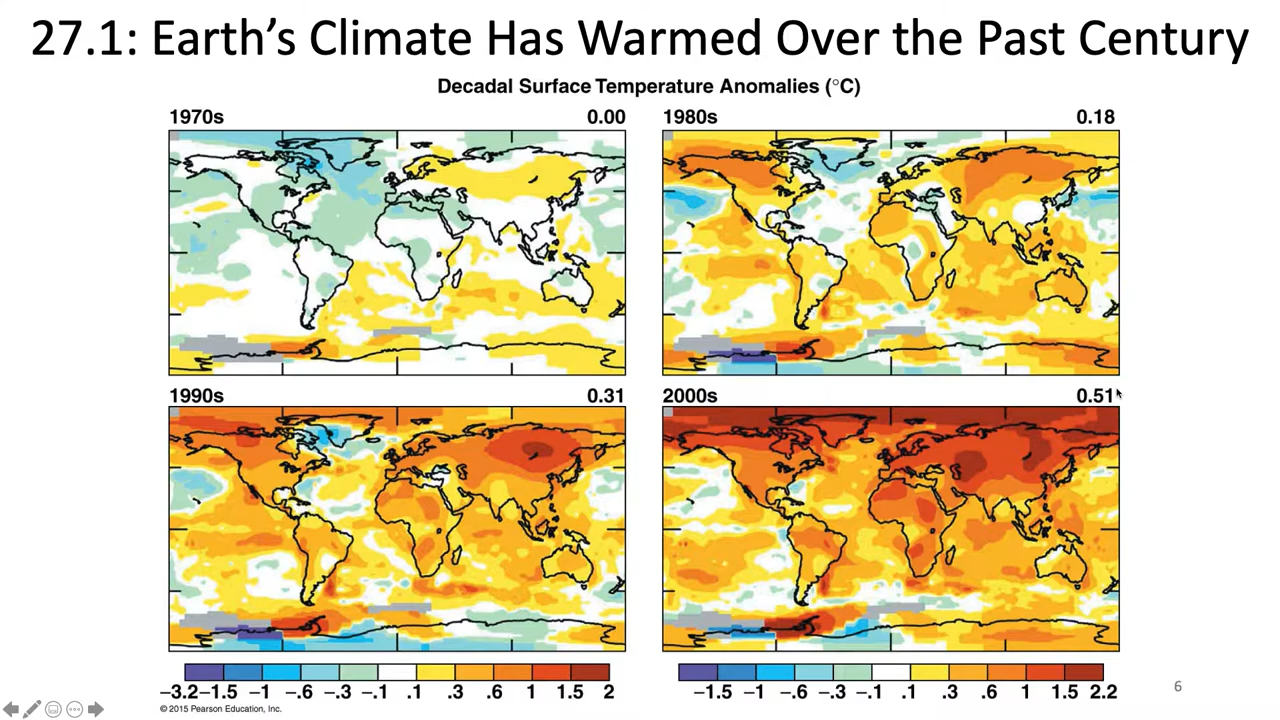 27.1: Earth's Climate Has Warmed Over the Past Century
Decadal Surface Temperature Anomalies (°C)
1970s 0.00
1980s 0.18
1990s 0.31
2000s 0.51
−3.2 −1.5 −1 −.6 −.3 −.1 .1 .3 .6 1 1.5 2
−1.5 −1 −.6 −.3 −.1 .1 .3 .6 1 1.5 2.2
© 2015 Pearson Education, Inc.
6